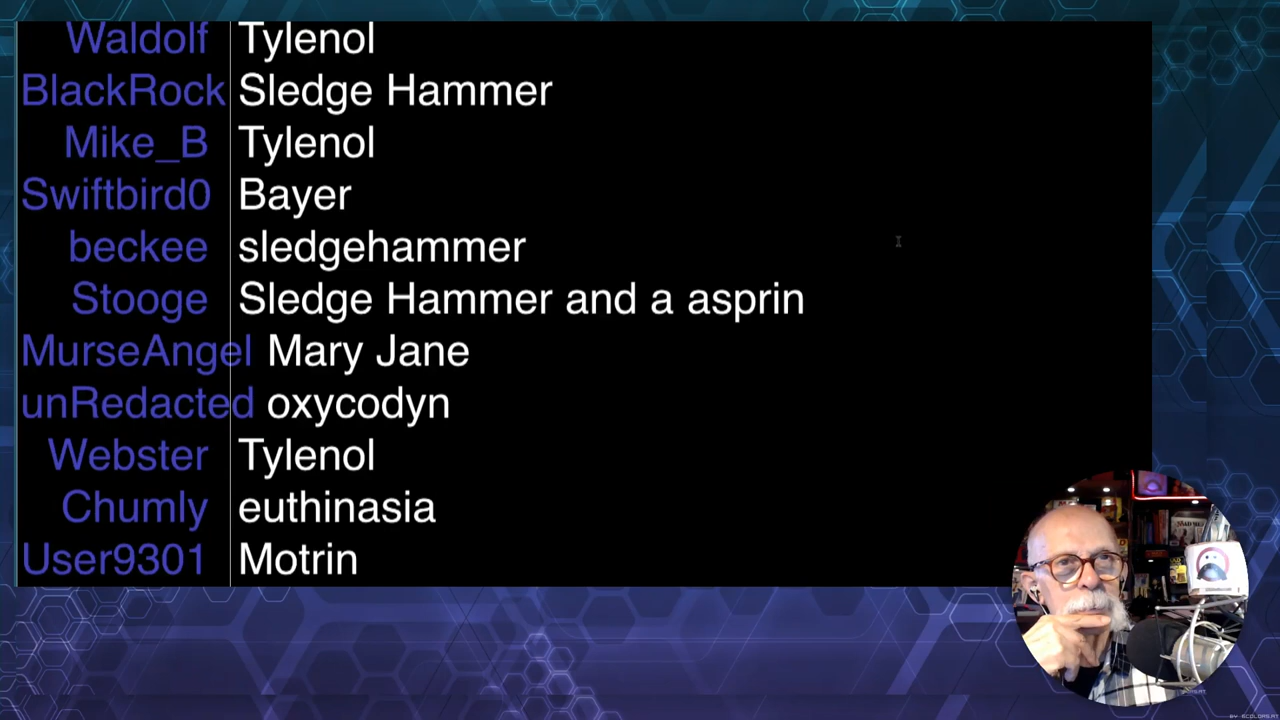 Waldolf Tylenol
BlackRock Sledge Hammer
Mike_B Tylenol
Swiftbird0 Bayer
beckee sledgehammer
Stooge Sledge Hammer and a asprin
MurseAngel Mary Jane
unRedacted oxycodyn
Webster Tylenol
Chumly euthinasia
User9301 Motrin